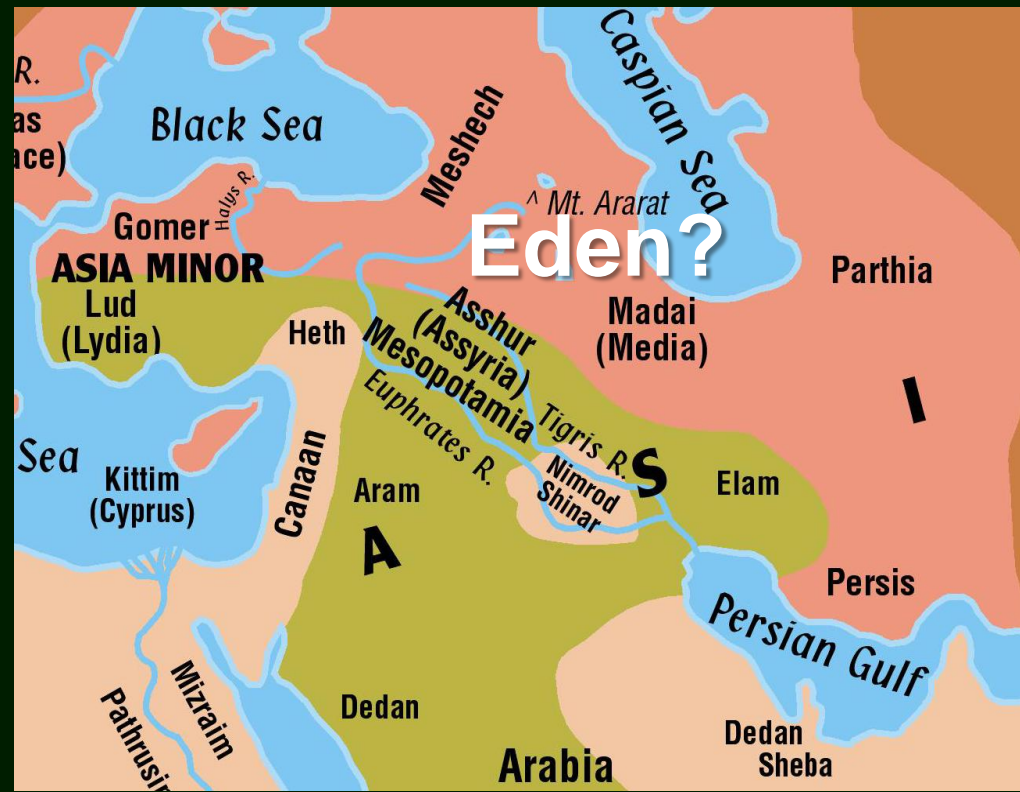 R.
as
ace)
Black Sea
Caspian Sea
Meshech
Halys R.
^ Mt. Ararat
Gomer
Eden?
ASIA MINOR
Parthia
Lud
(Lydia)
Heth
Asshur
(Assyria)
Mesopotamia
Madai
(Media)
I
Euphrates R.
Tigris R.
Sea
Kittim
(Cyprus)
Canaan
Aram
Nimrod
Shinar
S
Elam
A
Persis
Persian Gulf
Mizraim
Pathrusir
Dedan
Dedan
Sheba
Arabia